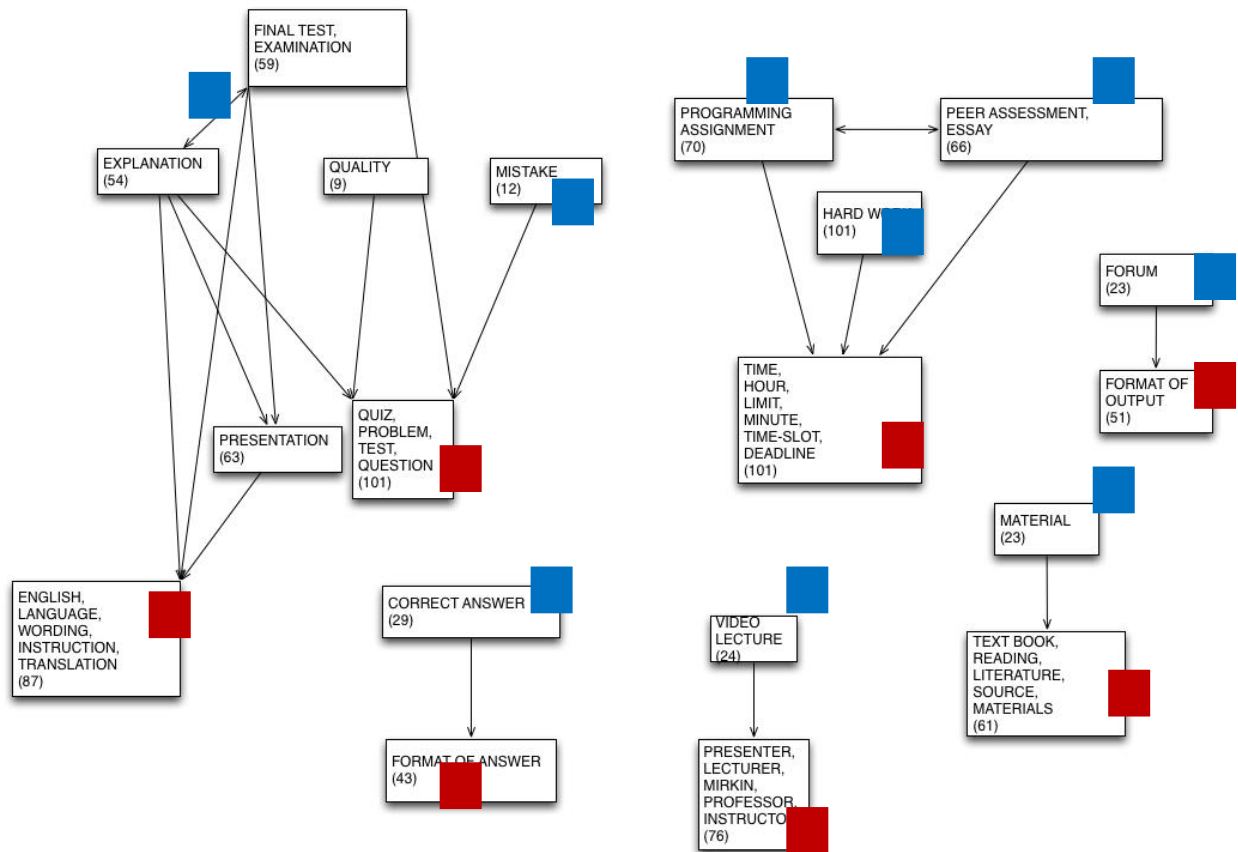 FINAL TEST,
EXAMINATION
(59)
EXPLANATION
(54)
QUALITY
(9)
MISTAKE
(12)
PROGRAMMING
ASSIGNMENT
(70)
PEER ASSESSMENT,
ESSAY
(66)
HARD
(101)
FORUM
(23)
TIME,
HOUR,
LIMIT,
MINUTE,
TIME-SLOT,
DEADLINE
(101)
FORMAT OF
OUTPUT
(51)
PRESENTATION
(63)
QUIZ,
PROBLEM,
TEST,
QUESTION
(101)
MATERIAL
(23)
ENGLISH,
LANGUAGE,
WORDING,
INSTRUCTION,
TRANSLATION
(87)
CORRECT ANSWER
(29)
VIDEO
LECTURE
(24)
TEXT BOOK,
READING,
LITERATURE,
SOURCE,
MATERIALS
(61)
FORMAT OF ANSWER
(43)
PRESENTER,
LECTURER,
MIRKIN,
PROFESSOR,
(76)